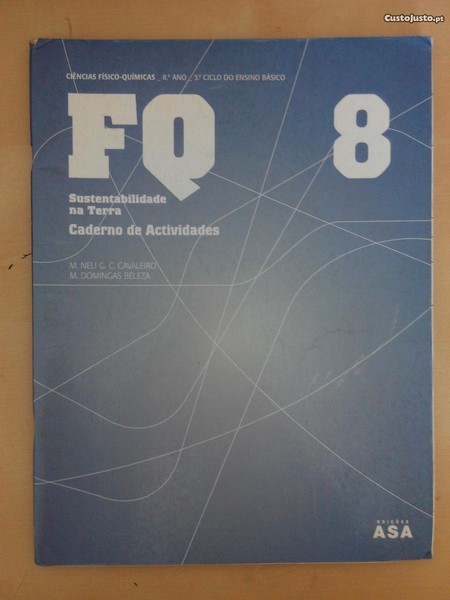 CustoJusto.pt
CIÊNCIAS FÍSICO-QUÍMICAS _ 8.º ANO _ 3.º CICLO DO ENSINO BÁSICO
FQ 8
Sustentabilidade
na Terra
Caderno de Actividades
M. NELI G. C. CAVALEIRO
M. DOMINGAS BELEZA
EDIÇÕES
ASA